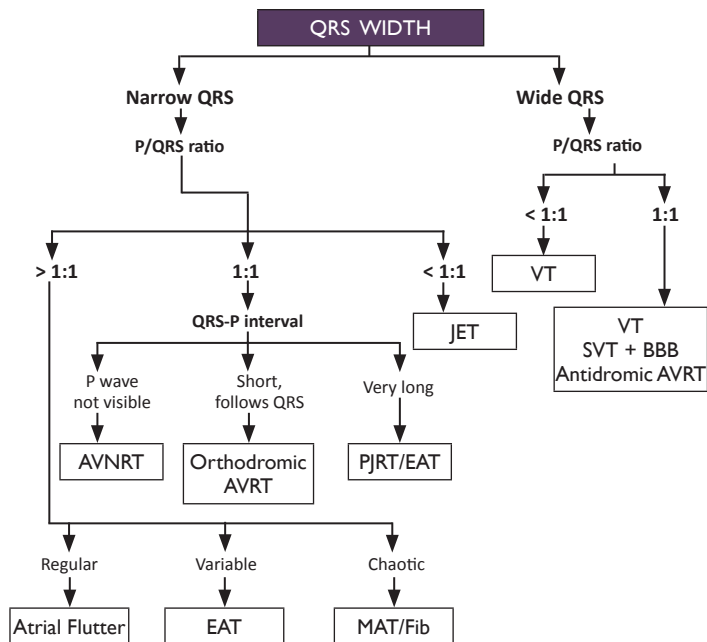 QRS WIDTH
Narrow QRS
Wide QRS
P/QRS ratio
P/QRS ratio
< 1:1
1:1
> 1:1
1:1
< 1:1
VT
JET
VT
SVT + BBB
Antidromic AVRT
QRS-P interval
P wave
not visible
Short,
follows QRS
Very long
AVNRT
Orthodromic
AVRT
PJRT/EAT
Regular
Variable
Chaotic
Atrial Flutter
EAT
MAT/Fib